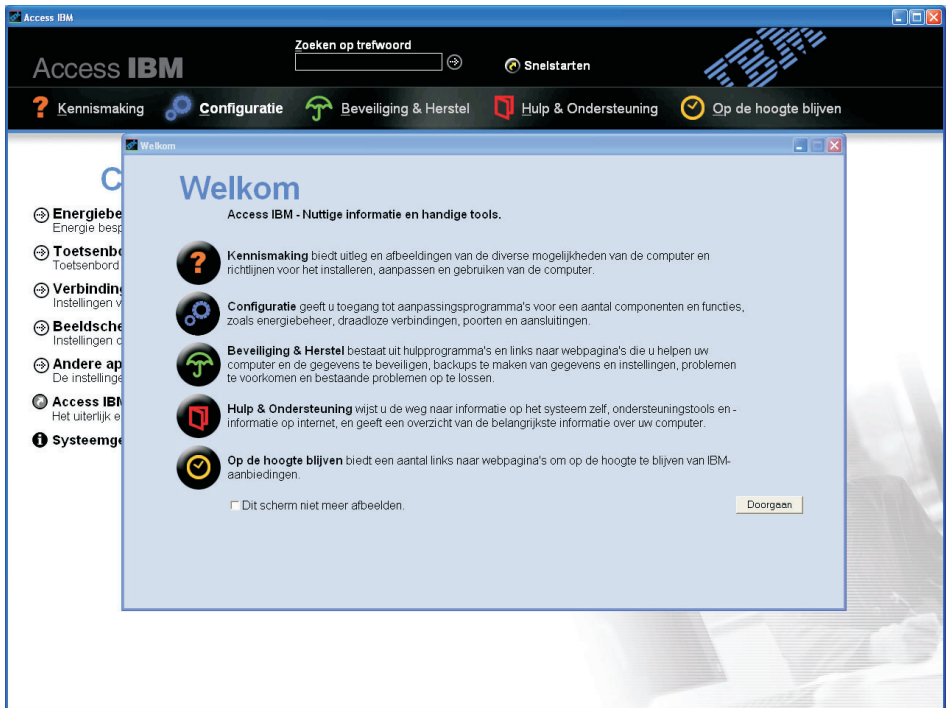 Access IBM
Zoeken op trefwoord
Access IBM
Snelstarten
IBM
Kennismaking
Configuratie
Beveiliging & Herstel
Hulp & Ondersteuning
Op de hoogte blijven
Welkom
C
Energiebe
Energie besp
Toetsenb
Toetsenbord
Verbinding
Instellingen v
Beeldsche
Instellingen
Andere ap
De instellinge
Access IBM
Het uiterlijk e
Systeemge
Welkom
Access IBM - Nuttige informatie en handige tools.
Kennismaking biedt uitleg en afbeeldingen van de diverse mogelijkheden van de computer en
richtlijnen voor het installeren, aanpassen en gebruiken van de computer.
Configuratie geeft u toegang tot aanpassingsprogramma's voor een aantal componenten en functies,
zoals energiebeheer, draadloze verbindingen, poorten en aansluitingen.
Beveiliging & Herstel bestaat uit hulpprogramma's en links naar webpagina's die u helpen uw
computer en de gegevens te beveiligen, backups te maken van gegevens en instellingen, problemen
te voorkomen en bestaande problemen op te lossen.
Hulp & Ondersteuning wijst u de weg naar informatie op het systeem zelf, ondersteuningstools en -
informatie op internet, en geeft een overzicht van de belangrijkste informatie over uw computer.
Op de hoogte blijven biedt een aantal links naar webpagina's om op de hoogte te blijven van IBM-
aanbiedingen.
Dit scherm niet meer afbeelden.
Doorgaan